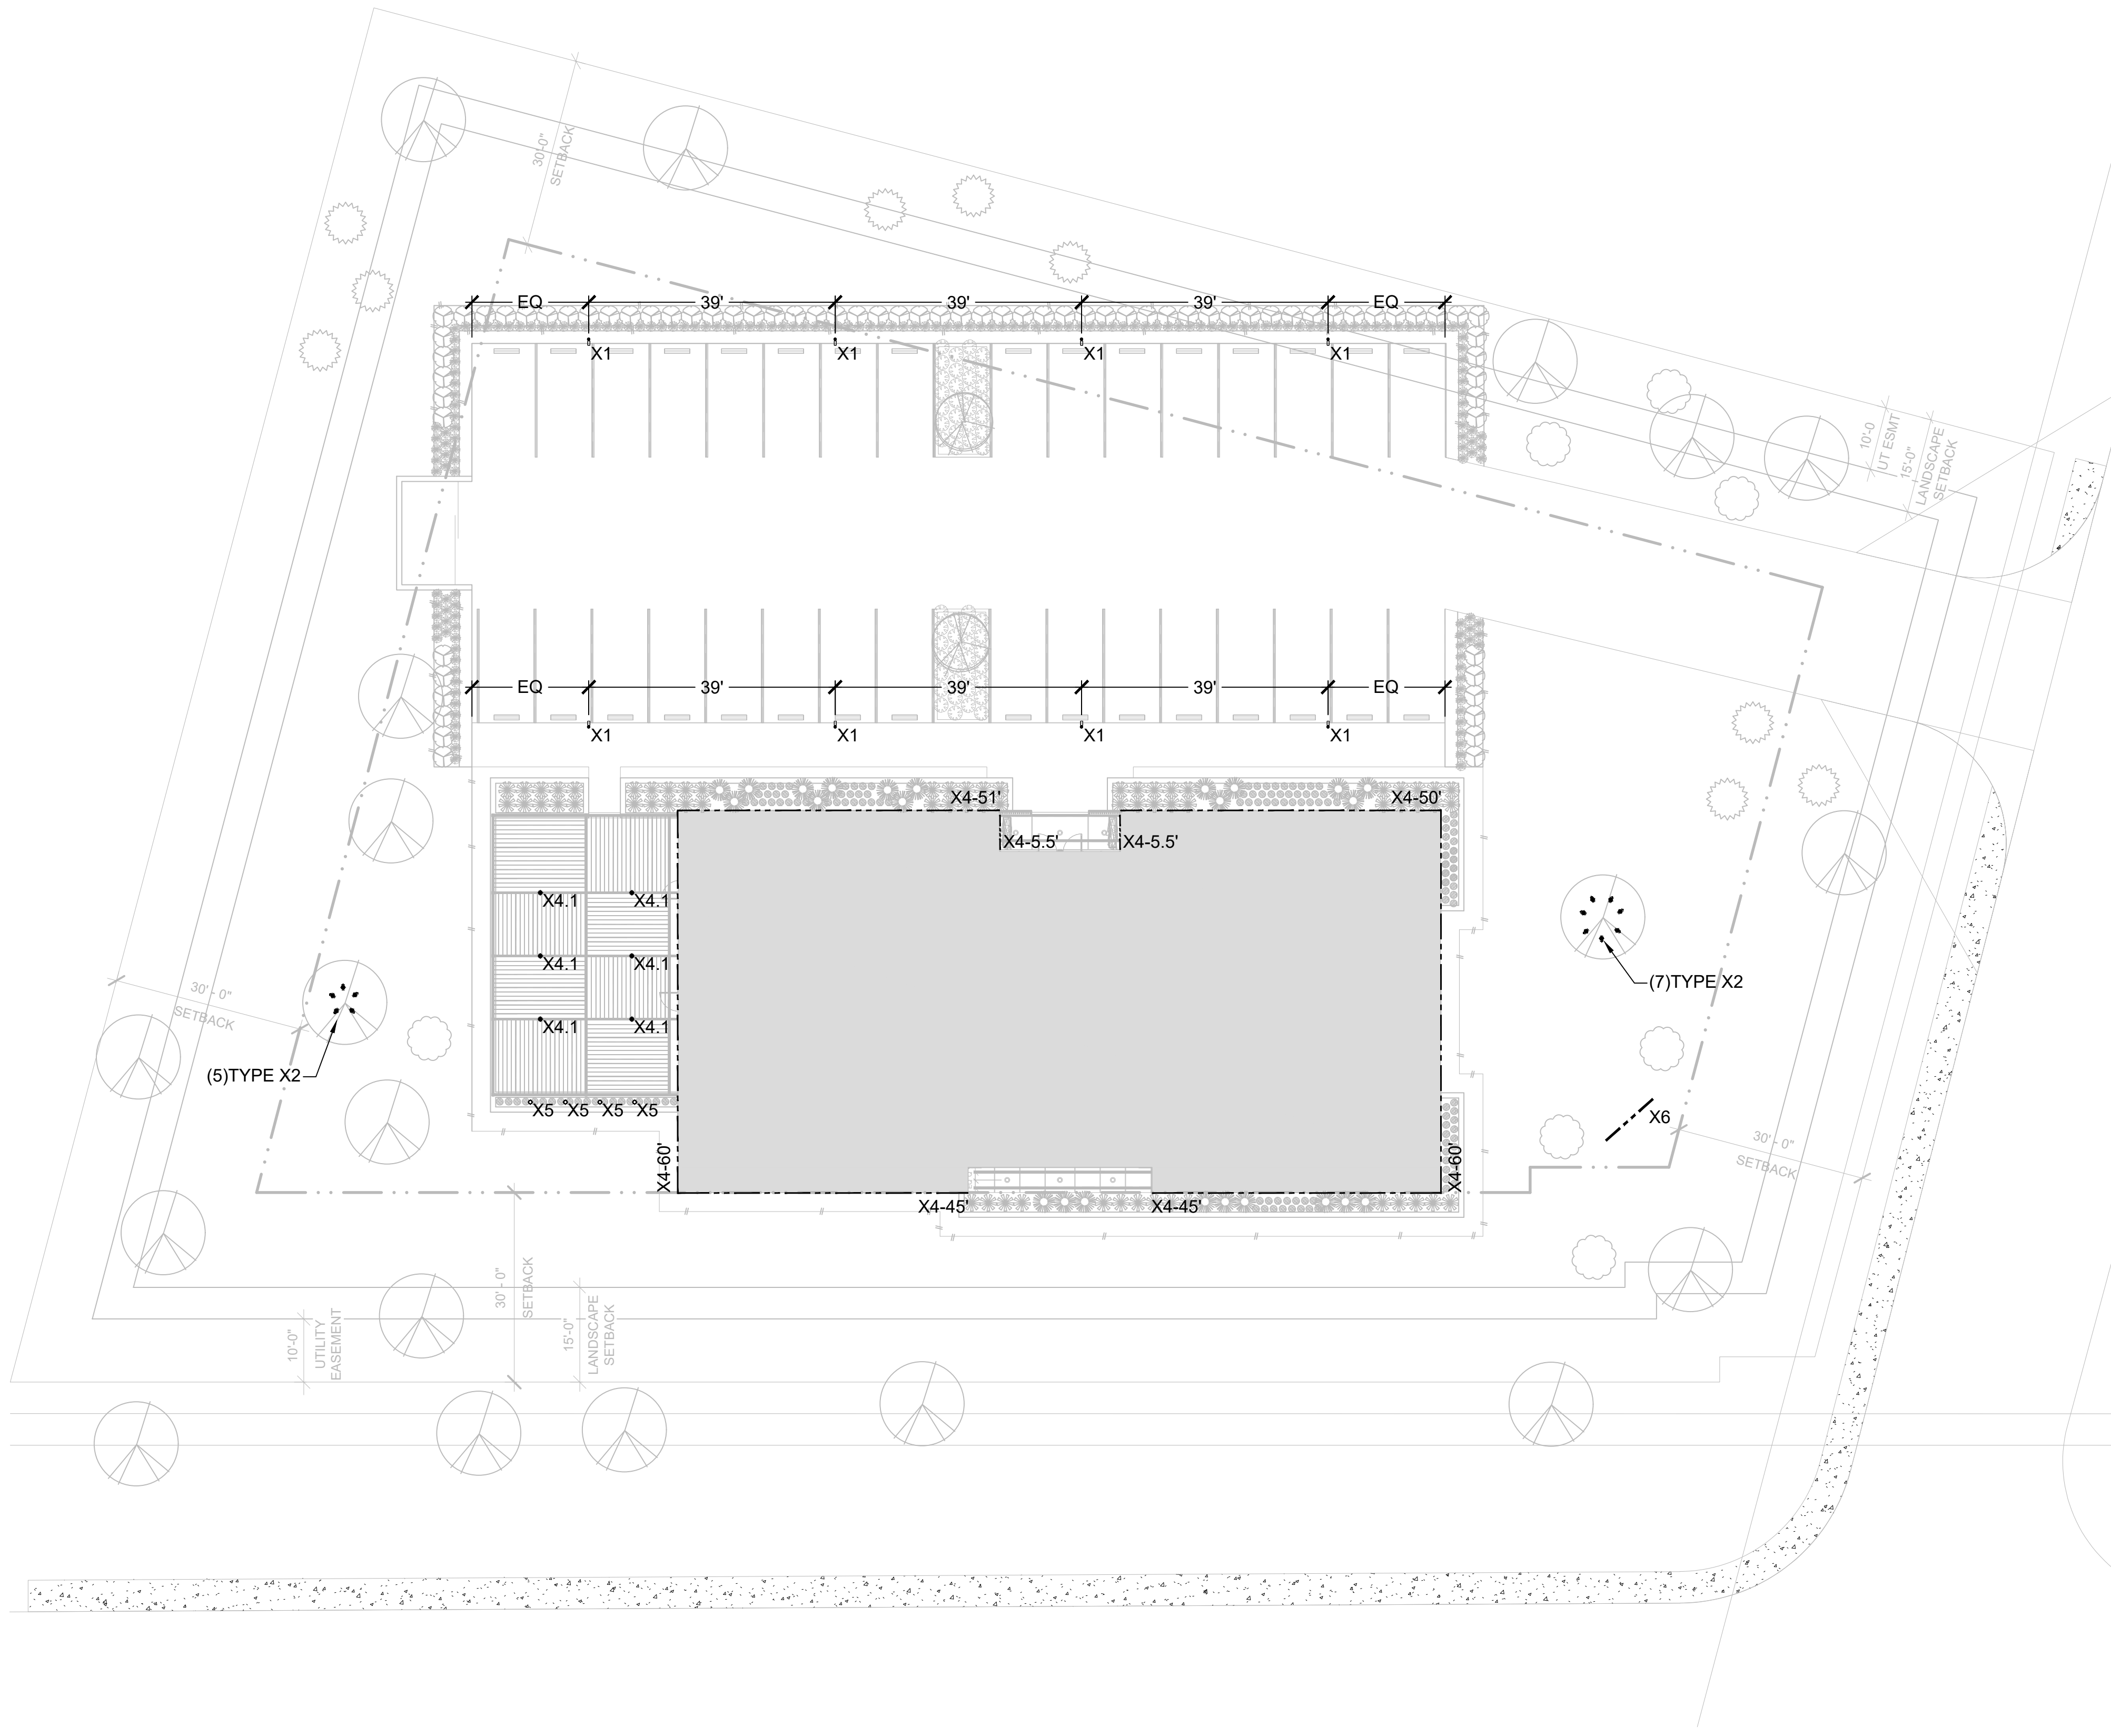 30'-0"
SETBACK
EQ 39' 39' 39' EQ
X1 X1 X1 X1
10'-0
UT ESMT
15'-0"
LANDSCAPE
SETBACK
EQ 39' 39' 39' EQ
X1 X1 X1 X1
X4-51' X4-50'
X4-5.5' X4-5.5'
X4.1 X4.1
X4.1 X4.1
X4.1 X4.1
30' - 0"
SETBACK
(7)TYPE X2
(5)TYPE X2
X5 X5 X5 X5
X6
30' - 0"
SETBACK
X4-60' X4-60'
X4-45' X4-45'
30' - 0"
SETBACK
10'-0"
UTILITY
EASEMENT
15'-0"
LANDSCAPE
SETBACK